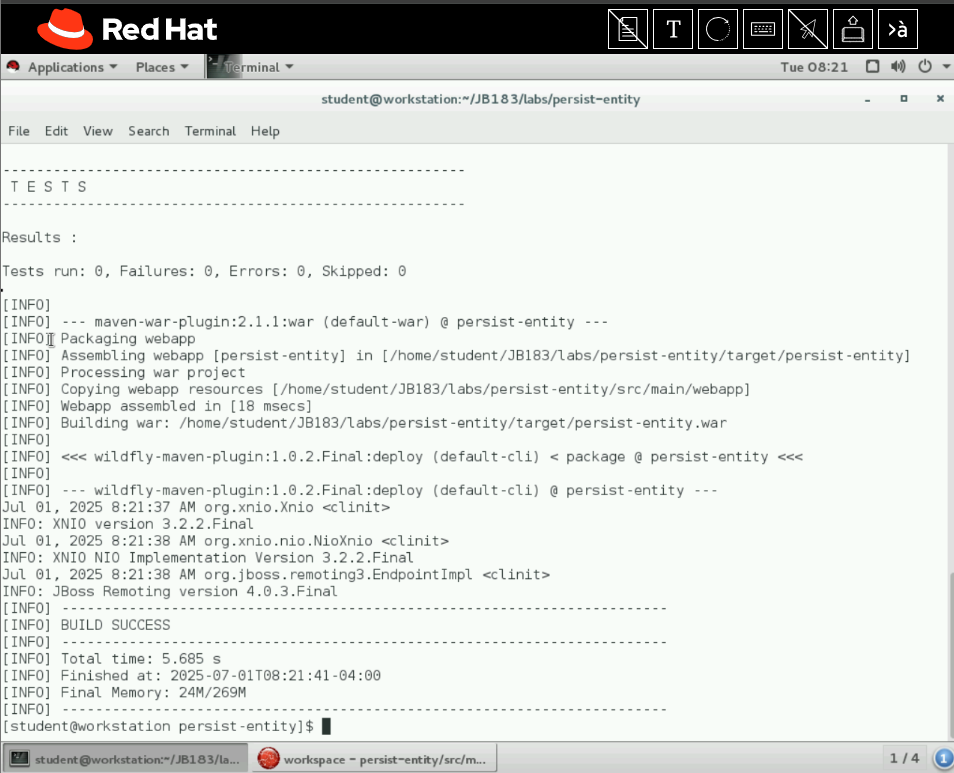 Red Hat
T
>à
Applications Places Terminal Tue 08:21
student@workstation:~/JB183/labs/persist-entity
File Edit View Search Terminal Help
-------------------------------------------------------
T E S T S
-------------------------------------------------------
Results :
Tests run: 0, Failures: 0, Errors: 0, Skipped: 0
[INFO]
[INFO] --- maven-war-plugin:2.1.1:war (default-war) @ persist-entity ---
[INFO] Packaging webapp
[INFO] Assembling webapp [persist-entity] in [/home/student/JB183/labs/persist-entity/target/persist-entity]
[INFO] Processing war project
[INFO] Copying webapp resources [/home/student/JB183/labs/persist-entity/src/main/webapp]
[INFO] Webapp assembled in [18 msecs]
[INFO] Building war: /home/student/JB183/labs/persist-entity/target/persist-entity.war
[INFO]
[INFO] <<< wildfly-maven-plugin:1.0.2.Final:deploy (default-cli) < package @ persist-entity <<<
[INFO]
[INFO] --- wildfly-maven-plugin:1.0.2.Final:deploy (default-cli) @ persist-entity ---
Jul 01, 2025 8:21:37 AM org.xnio.Xnio <clinit>
INFO: XNIO version 3.2.2.Final
Jul 01, 2025 8:21:38 AM org.xnio.nio.NioXnio <clinit>
INFO: XNIO NIO Implementation Version 3.2.2.Final
Jul 01, 2025 8:21:38 AM org.jboss.remoting3.EndpointImpl <clinit>
INFO: JBoss Remoting version 4.0.3.Final
[INFO] ------------------------------------------------------------------------
[INFO] BUILD SUCCESS
[INFO] ------------------------------------------------------------------------
[INFO] Total time: 5.685 s
[INFO] Finished at: 2025-07-01T08:21:41-04:00
[INFO] Final Memory: 24M/269M
[INFO] ------------------------------------------------------------------------
[student@workstation persist-entity]$
student@workstation:~/JB183/la... workspace - persist-entity/src/m... 1 / 4 1